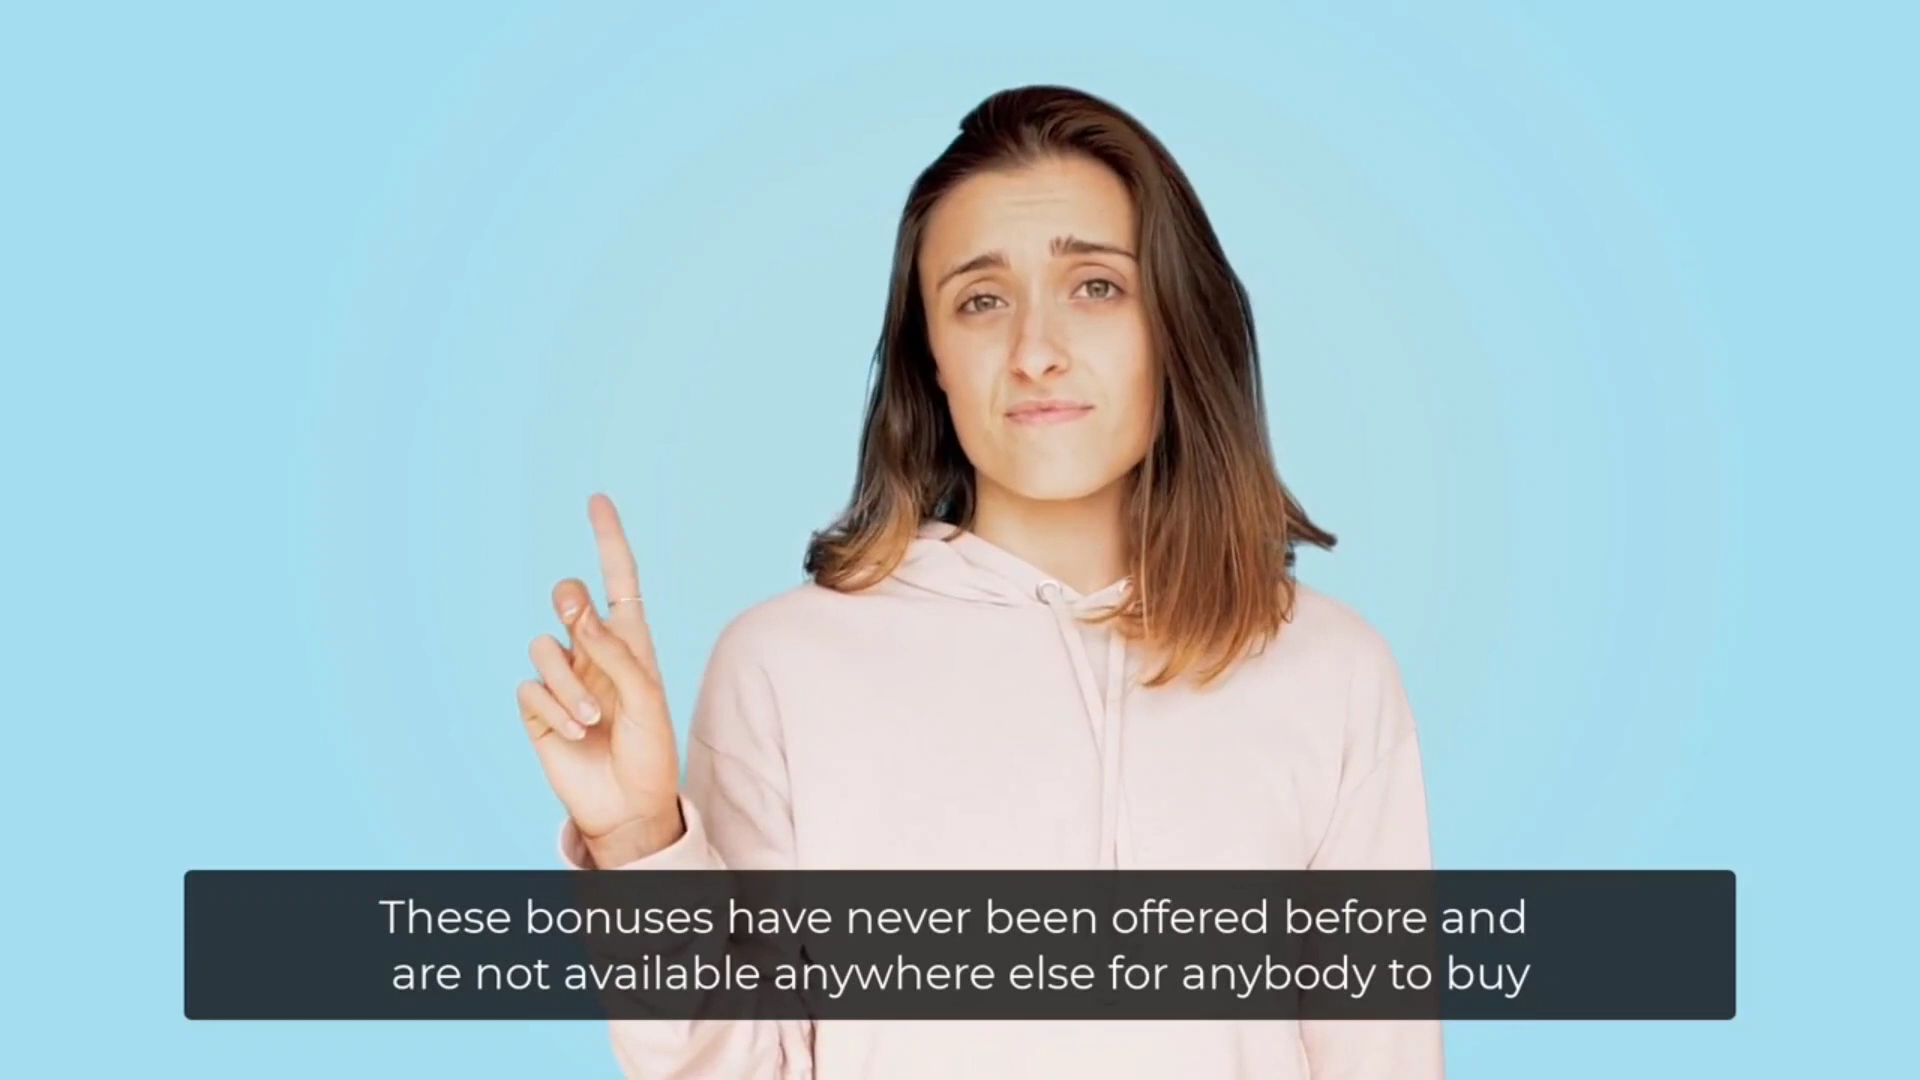 These bonuses have never been offered before and
are not available anywhere else for anybody to buy